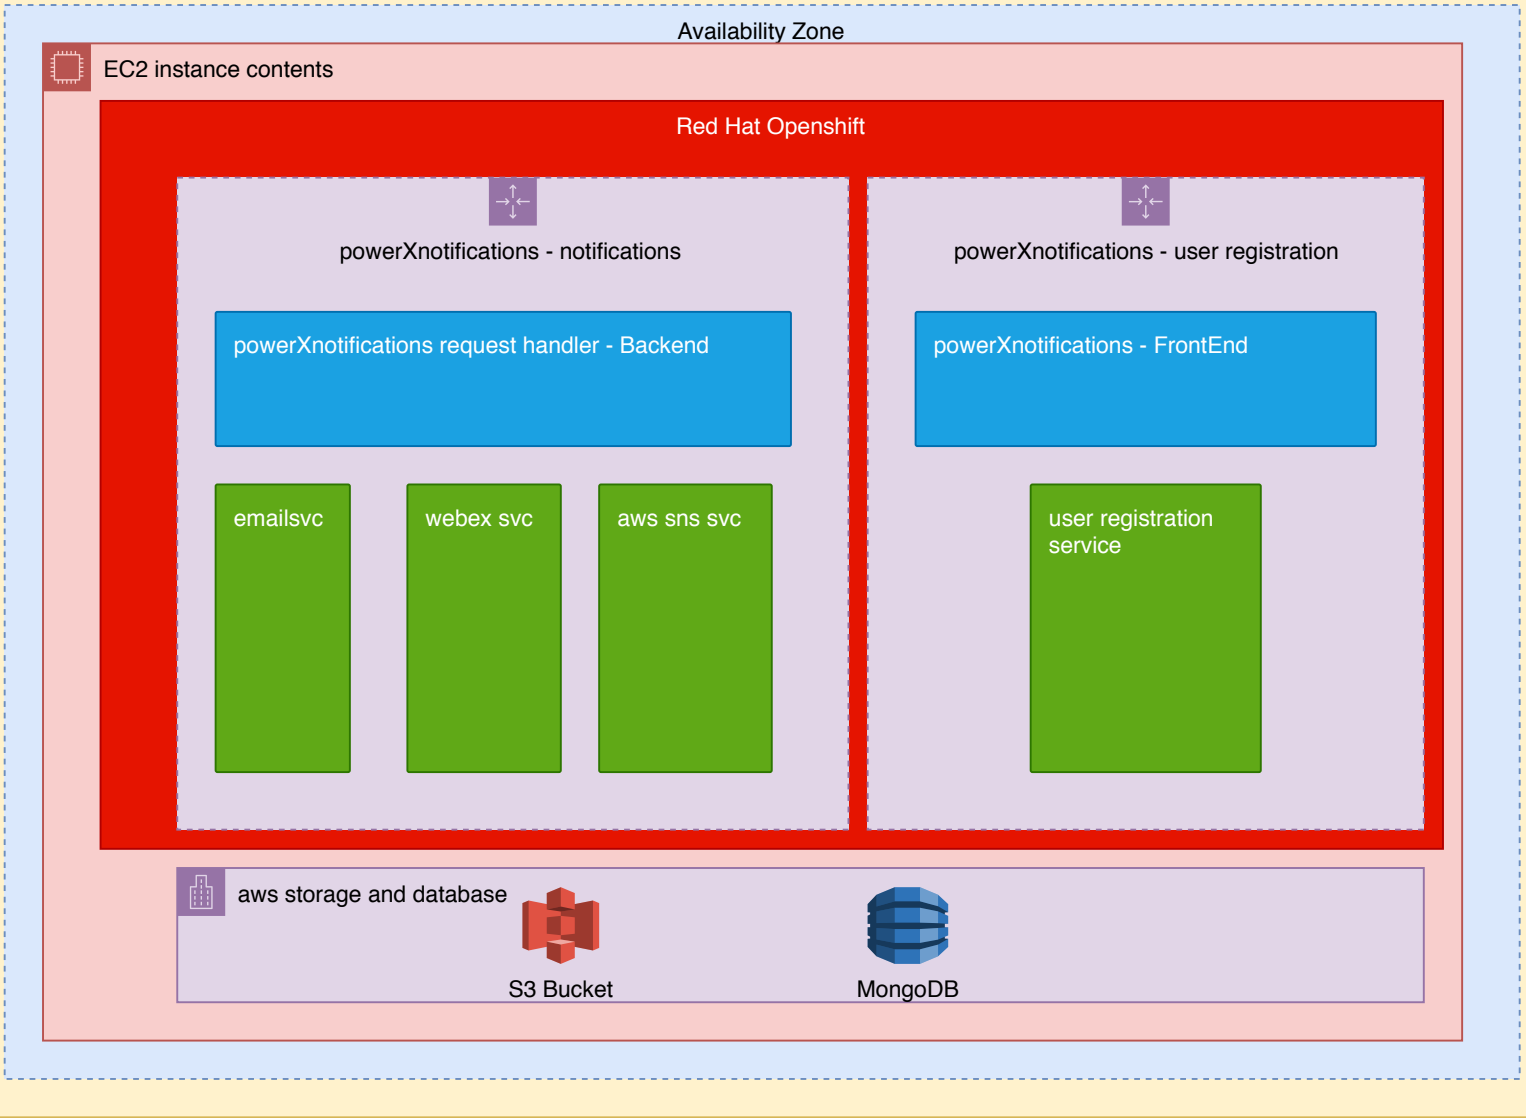 Availability Zone
EC2 instance contents
Red Hat Openshift
powerXnotifications - notifications
powerXnotifications request handler - Backend
emailsvc
webex svc
aws sns svc
powerXnotifications - user registration
powerXnotifications - FrontEnd
user registration
service
aws storage and database
S3 Bucket
MongoDB